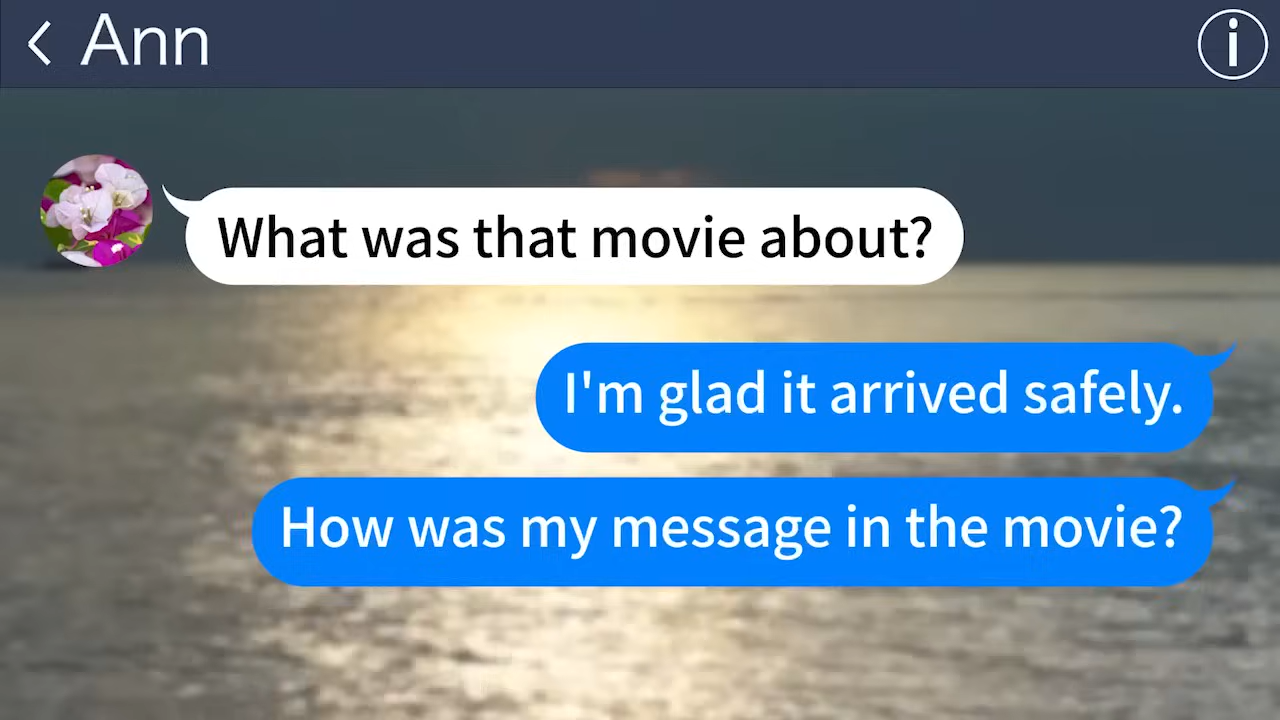 Ann
What was that movie about?
I'm glad it arrived safely.
How was my message in the movie?